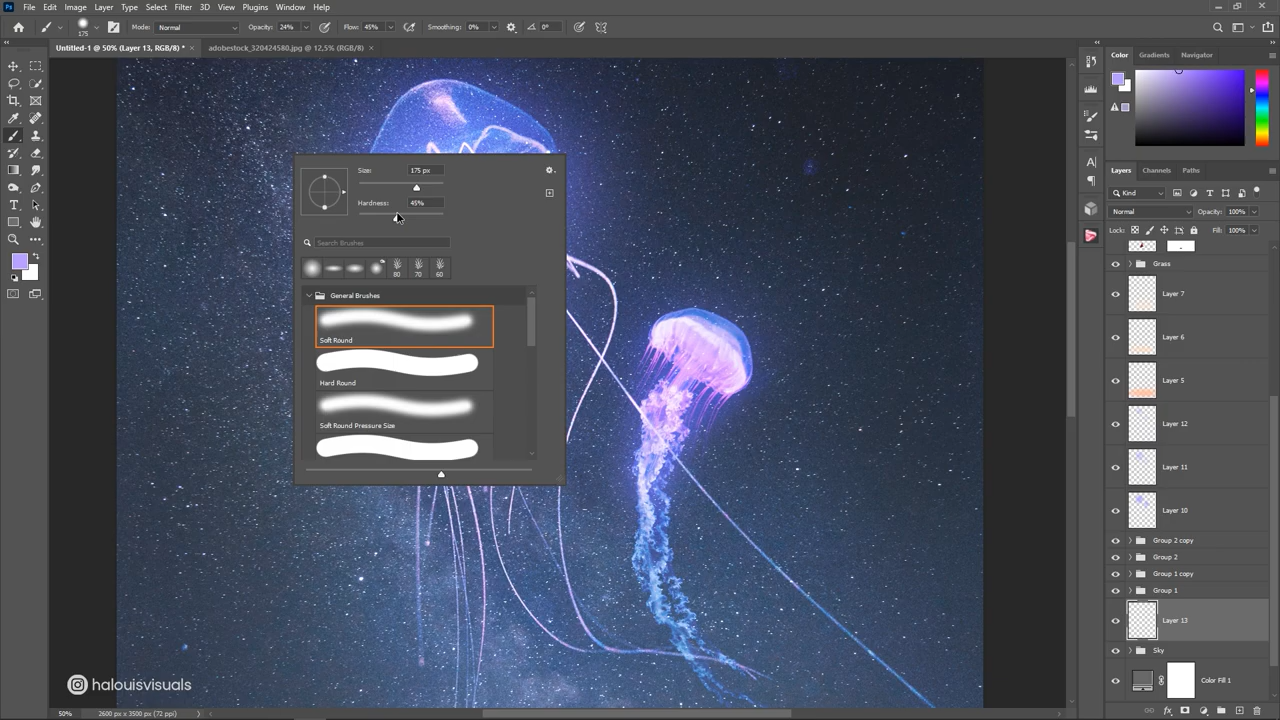 Ps File Edit Image Layer Type Select Filter 3D View Plugins Window Help
175 Mode: Normal Opacity: 24% Flow: 45% Smoothing: 0% 0°
Untitled-1 @ 50% (Layer 13, RGB/8) * × adobestock_320424580.jpg @ 12,5% (RGB/8) ×
Size: 175 px
Hardness: 45%
Search Brushes
80 70 60
General Brushes
Soft Round
Hard Round
Soft Round Pressure Size
Color Gradients Navigator
Layers Channels Paths
Kind
Normal Opacity: 100%
Lock: Fill: 100%
Grass
Layer 7
Layer 6
Layer 5
Layer 12
Layer 11
Layer 10
Group 2 copy
Group 2
Group 1 copy
Group 1
Layer 13
Sky
Color Fill 1
halouisvisuals
50% 2600 px x 3500 px (72 ppi)